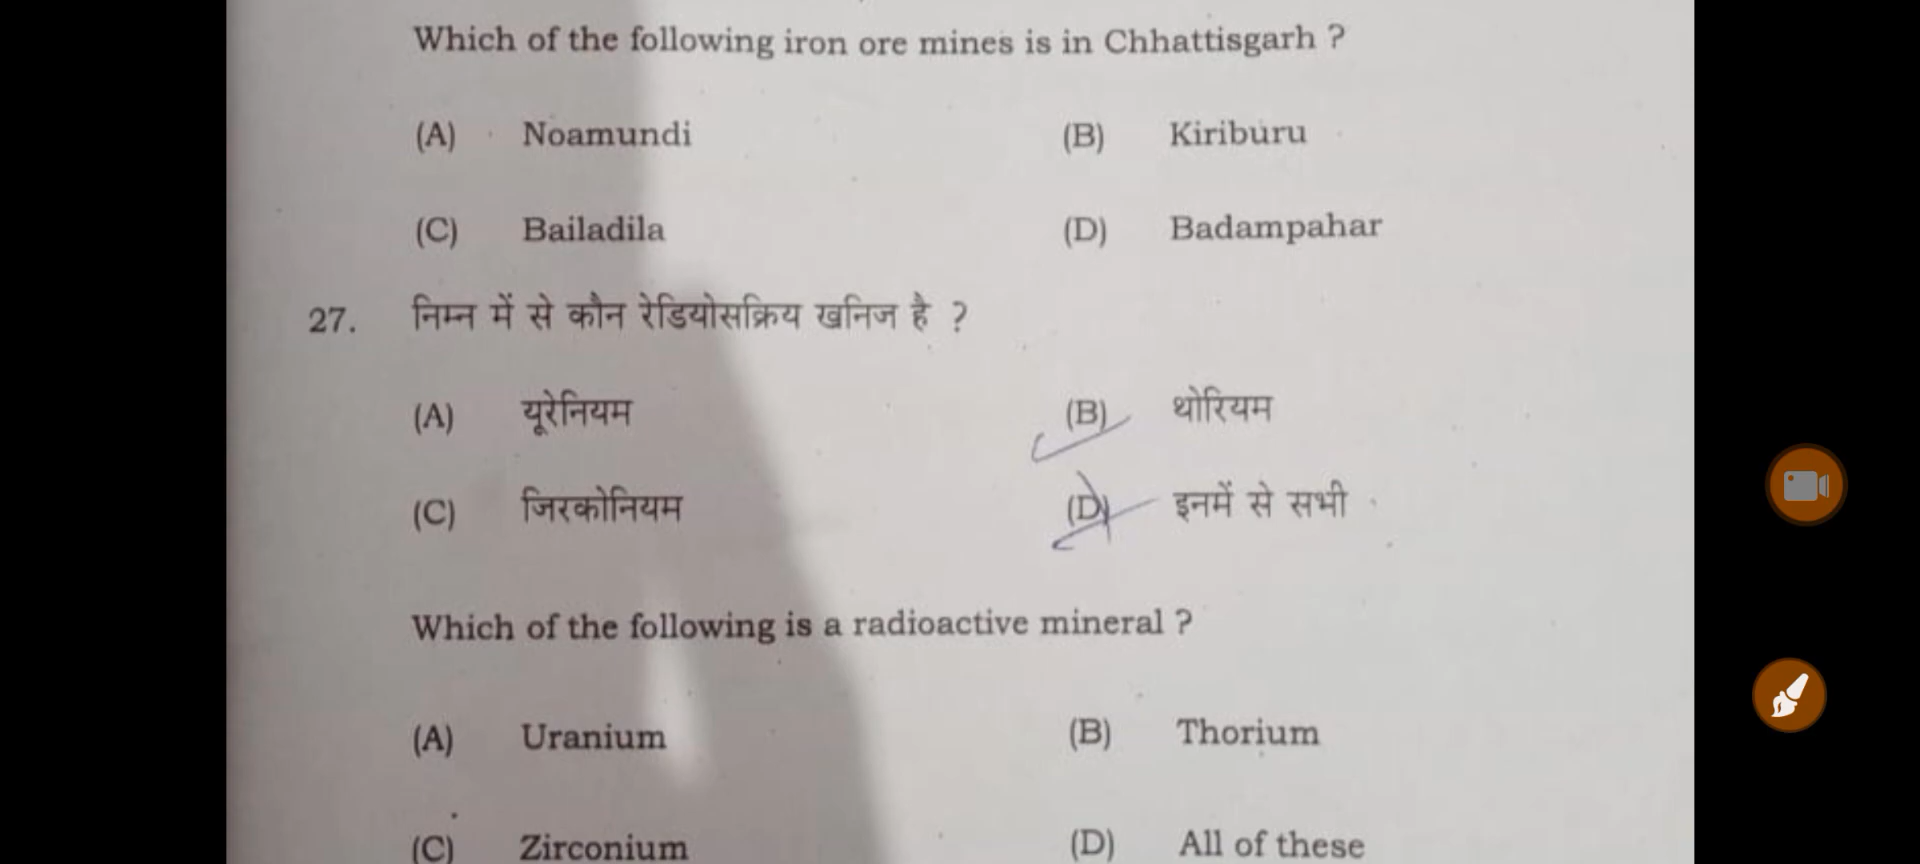 Which of the following iron ore mines is in Chhattisgarh ?
(A) Noamundi (B) Kiriburu
(C) Bailadila (D) Badampahar
27. निम्न में से कौन रेडियोसक्रिय खनिज है ?
(A) यूरेनियम (B) थोरियम
(C) जिरकोनियम (D) इनमें से सभी
Which of the following is a radioactive mineral ?
(A) Uranium (B) Thorium
(C) Zirconium (D) All of these